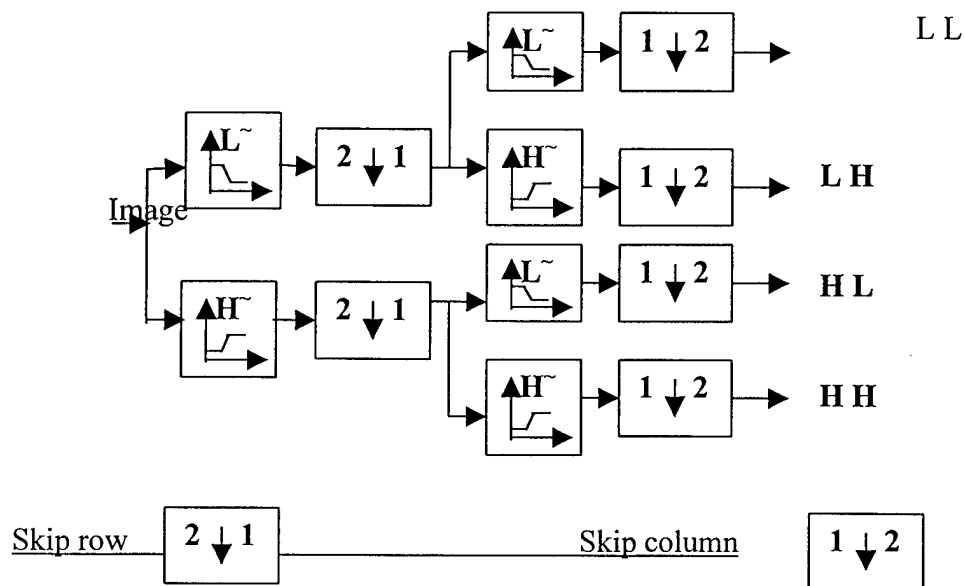 L~ 1 ↓ 2 L L
L~ 2 ↓ 1 H~ 1 ↓ 2 L H
Image
H~ 2 ↓ 1 L~ 1 ↓ 2 H L
H~ 1 ↓ 2 H H
Skip row 2 ↓ 1 Skip column 1 ↓ 2